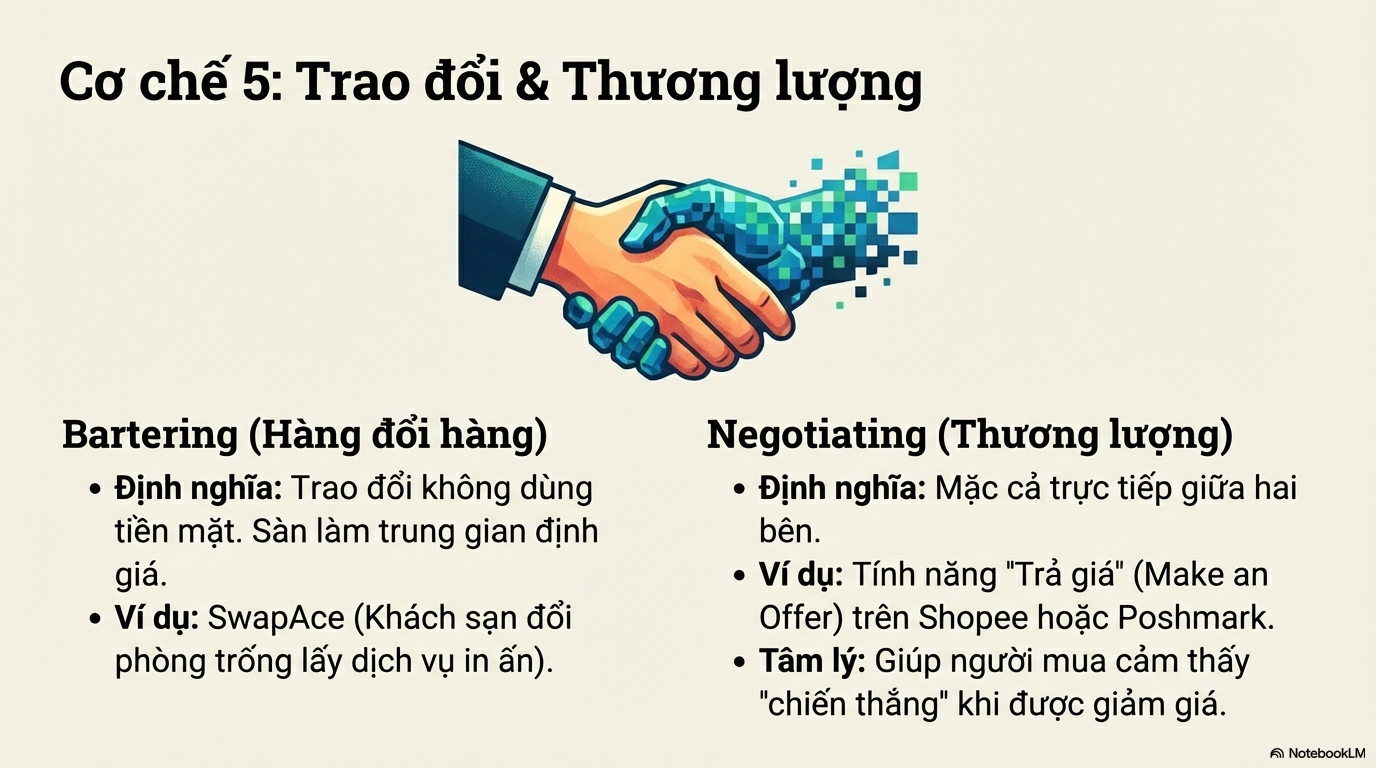 Cơ chế 5: Trao đổi & Thương lượng
Bartering (Hàng đổi hàng)
• Định nghĩa: Trao đổi không dùng
tiền mặt. Sàn làm trung gian định
giá.
• Ví dụ: SwapAce (Khách sạn đổi
phòng trống lấy dịch vụ in ấn).
Negotiating (Thương lượng)
• Định nghĩa: Mặc cả trực tiếp giữa hai
bên.
• Ví dụ: Tính năng "Trả giá" (Make an
Offer) trên Shopee hoặc Poshmark.
• Tâm lý: Giúp người mua cảm thấy
"chiến thắng" khi được giảm giá.
NotebookLM